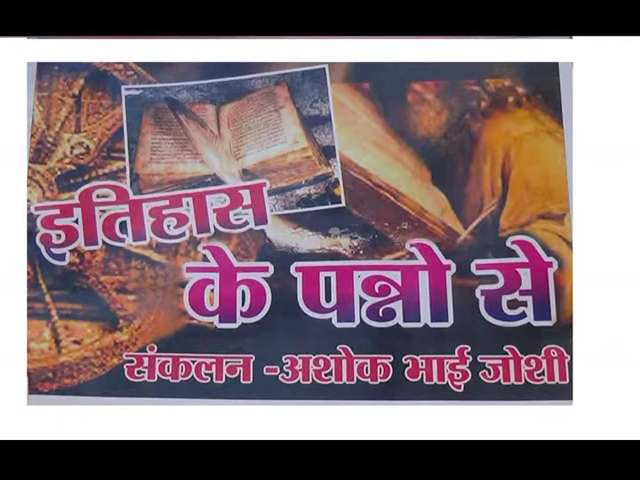 इतिहास
के पन्नो से
संकलन -अशोक भाई जोशी